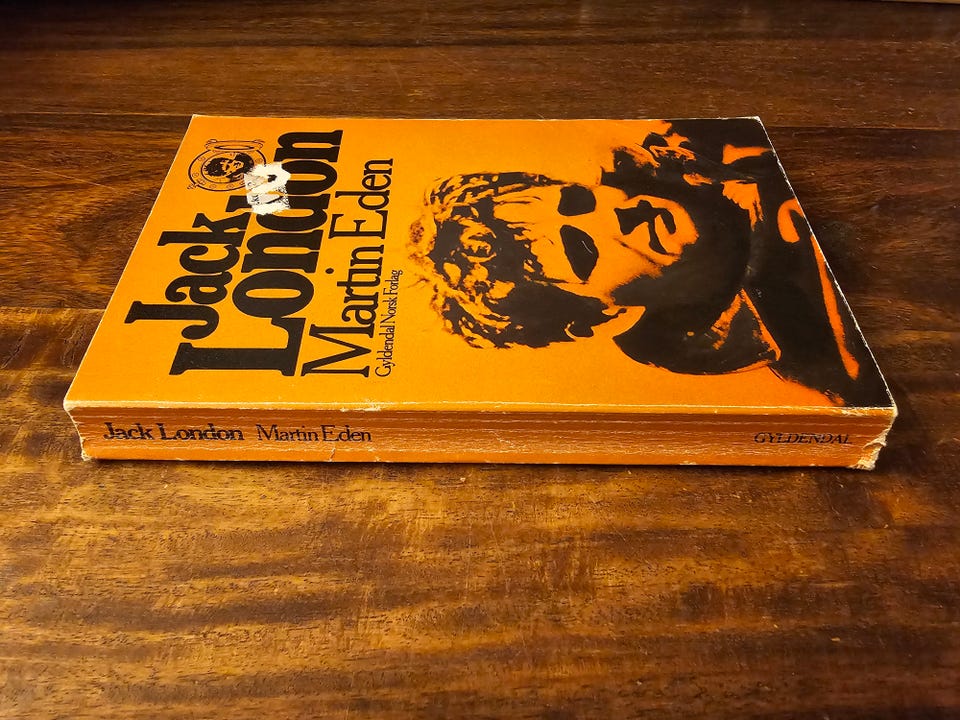 Jack
London
Martin Eden
Gyldendal Norsk Forlag
Jack London Martin Eden GYLDENDAL